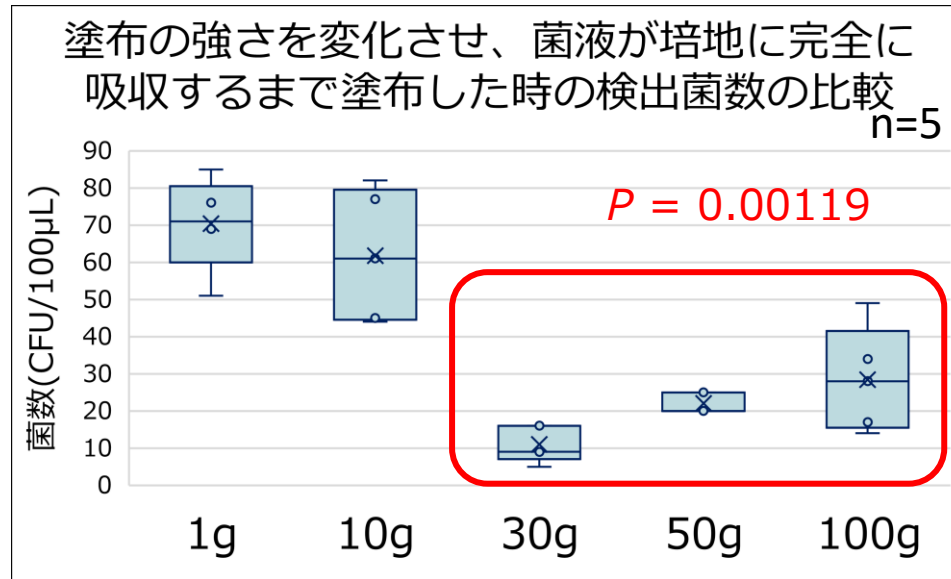 塗布の強さを変化させ、菌液が培地に完全に
吸収するまで塗布した時の検出菌数の比較
n=5
P = 0.00119
菌数(CFU/100μL)
90
80
70
60
50
40
30
20
10
0
1g
10g
30g
50g
100g